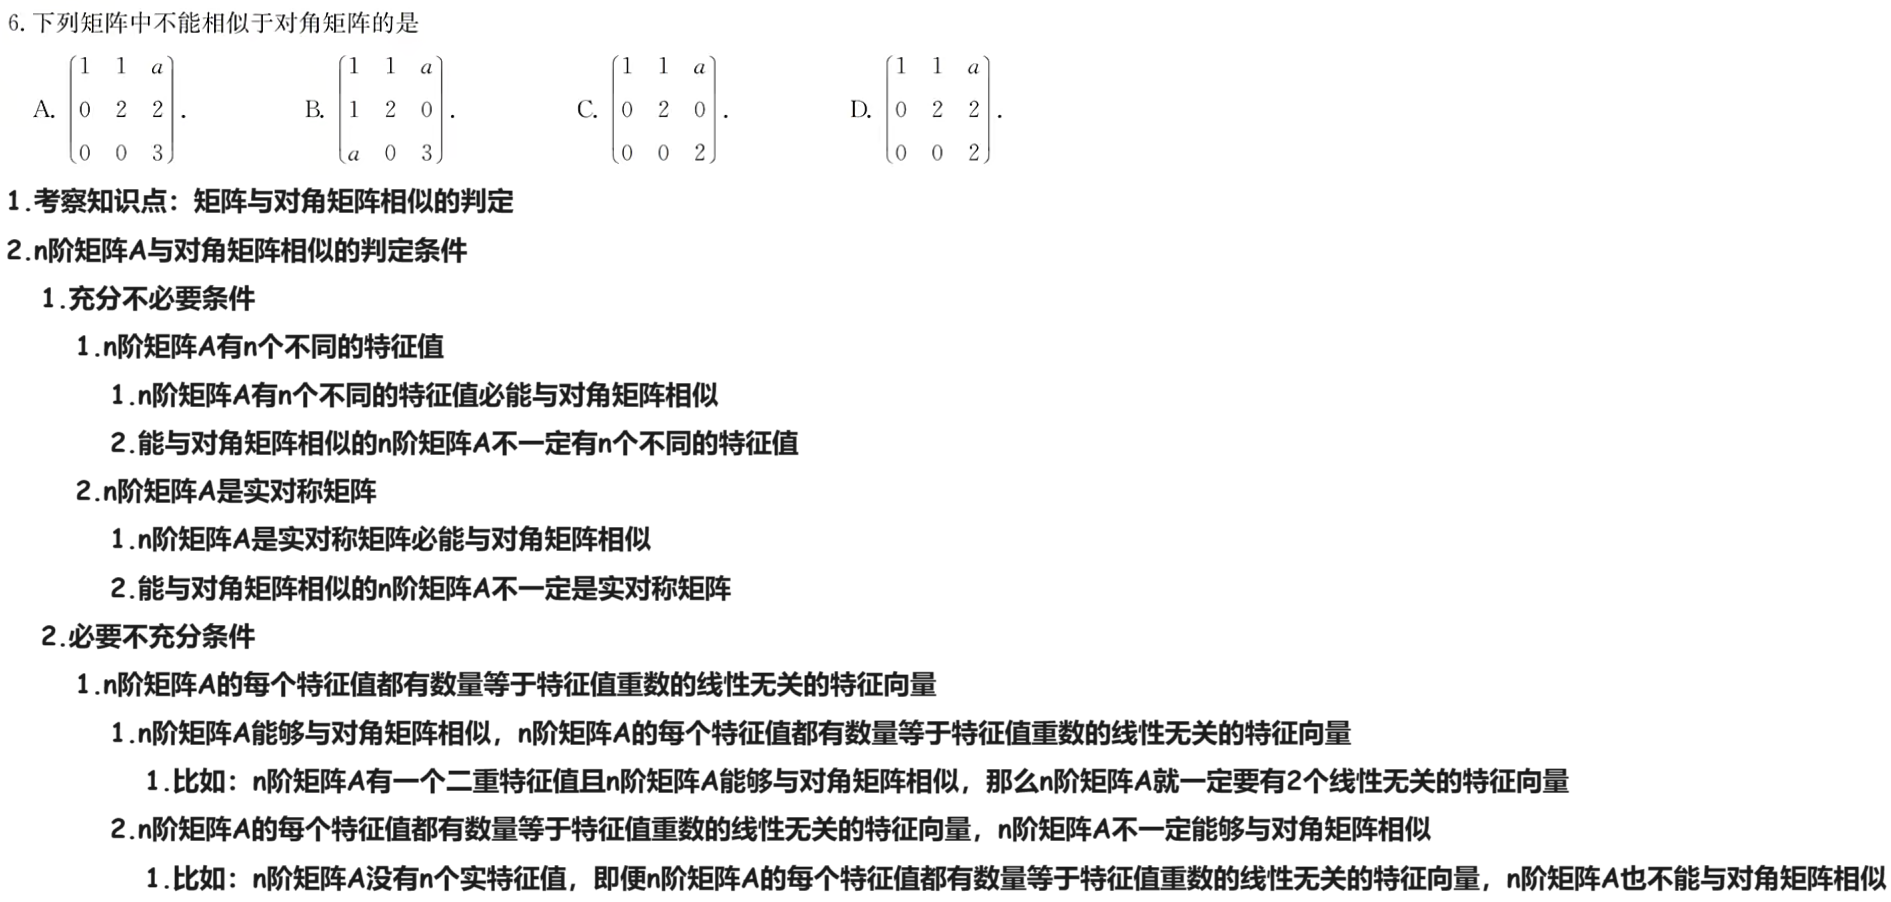 6. 下列矩阵中不能相似于对角矩阵的是
A. (1 1 a
0 2 2
0 0 3).
B. (1 1 a
1 2 0
a 0 3).
C. (1 1 a
0 2 0
0 0 2).
D. (1 1 a
0 2 2
0 0 2).
1.考察知识点：矩阵与对角矩阵相似的判定
2.n阶矩阵A与对角矩阵相似的判定条件
1.充分不必要条件
1.n阶矩阵A有n个不同的特征值
1.n阶矩阵A有n个不同的特征值必能与对角矩阵相似
2.能与对角矩阵相似的n阶矩阵A不一定有n个不同的特征值
2.n阶矩阵A是实对称矩阵
1.n阶矩阵A是实对称矩阵必能与对角矩阵相似
2.能与对角矩阵相似的n阶矩阵A不一定是实对称矩阵
2.必要不充分条件
1.n阶矩阵A的每个特征值都有数量等于特征值重数的线性无关的特征向量
1.n阶矩阵A能够与对角矩阵相似，n阶矩阵A的每个特征值都有数量等于特征值重数的线性无关的特征向量
1.比如：n阶矩阵A有一个二重特征值且n阶矩阵A能够与对角矩阵相似，那么n阶矩阵A就一定要有2个线性无关的特征向量
2.n阶矩阵A的每个特征值都有数量等于特征值重数的线性无关的特征向量，n阶矩阵A不一定能够与对角矩阵相似
1.比如：n阶矩阵A没有n个实特征值，即便n阶矩阵A的每个特征值都有数量等于特征值重数的线性无关的特征向量，n阶矩阵A也不能与对角矩阵相似